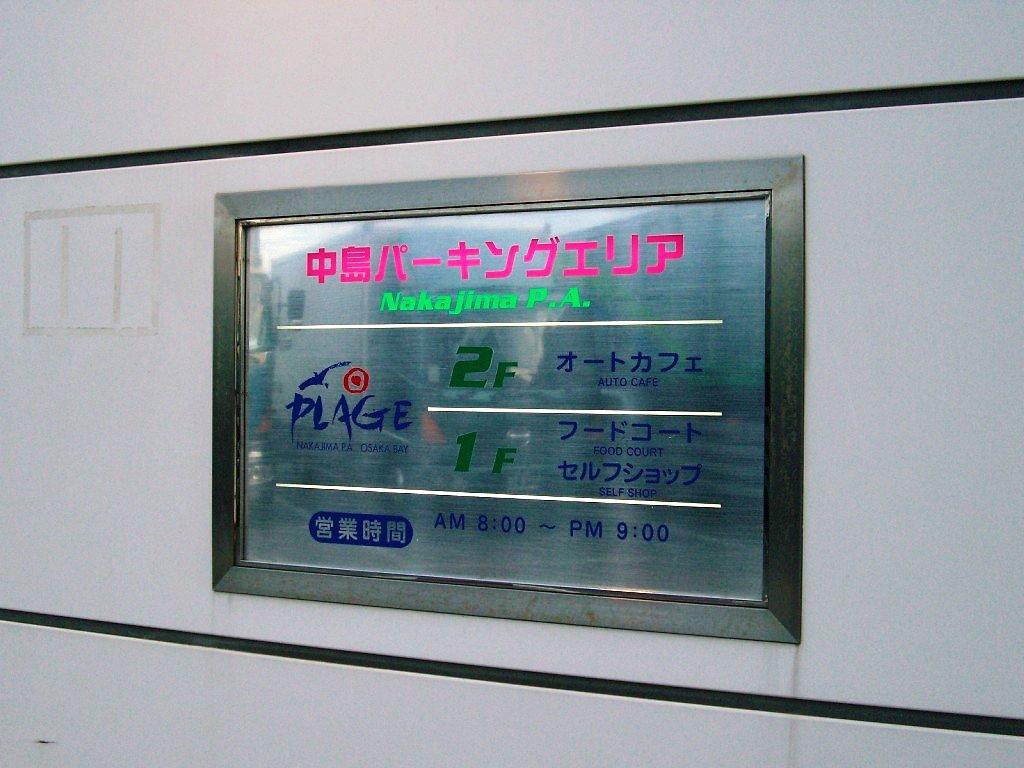 中島パーキングエリア
Nakajima P.A.
PLAGE
NAKAJIMA P.A. OSAKA BAY
2F オートカフェ
AUTO CAFE
1F フードコート
FOOD COURT
セルフショップ
SELF SHOP
営業時間 AM 8:00 ～ PM 9:00